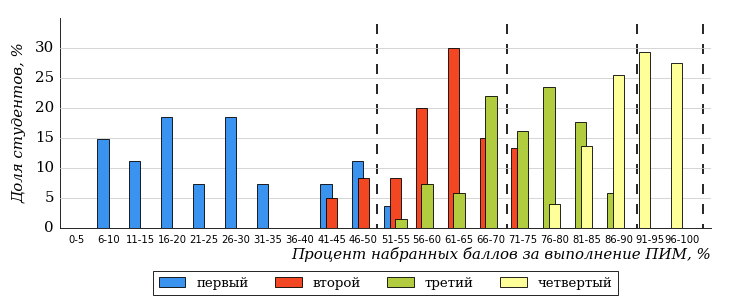 Доля студентов, %
30
25
20
15
10
5
0
0-5 6-10 11-15 16-20 21-25 26-30 31-35 36-40 41-45 46-50 51-55 56-60 61-65 66-70 71-75 76-80 81-85 86-90 91-95 96-100
Процент набранных баллов за выполнение ПИМ, %
первый второй третий четвертый